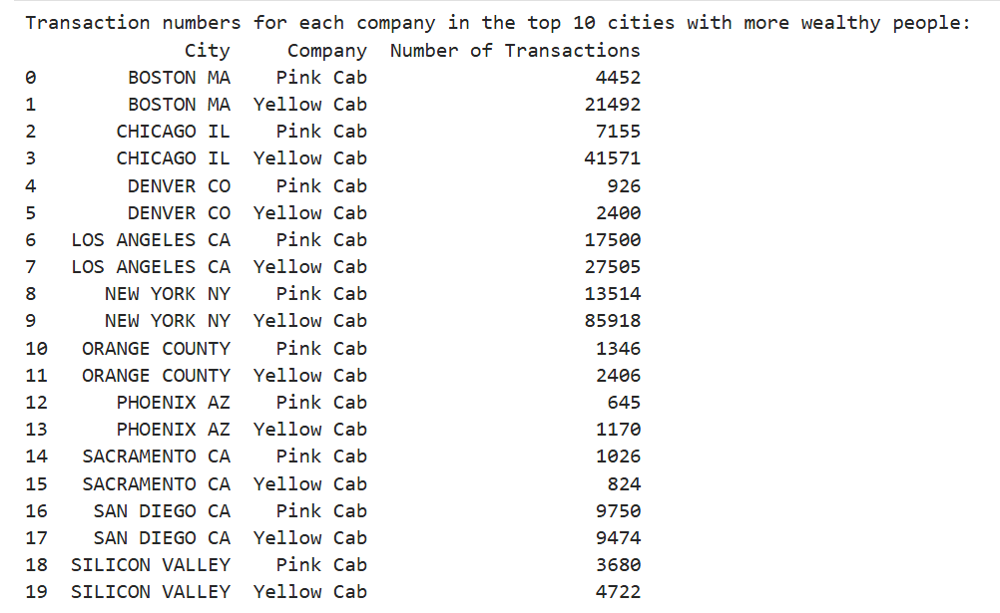 Transaction numbers for each company in the top 10 cities with more wealthy people:
City Company Number of Transactions
0 BOSTON MA Pink Cab 4452
1 BOSTON MA Yellow Cab 21492
2 CHICAGO IL Pink Cab 7155
3 CHICAGO IL Yellow Cab 41571
4 DENVER CO Pink Cab 926
5 DENVER CO Yellow Cab 2400
6 LOS ANGELES CA Pink Cab 17500
7 LOS ANGELES CA Yellow Cab 27505
8 NEW YORK NY Pink Cab 13514
9 NEW YORK NY Yellow Cab 85918
10 ORANGE COUNTY Pink Cab 1346
11 ORANGE COUNTY Yellow Cab 2406
12 PHOENIX AZ Pink Cab 645
13 PHOENIX AZ Yellow Cab 1170
14 SACRAMENTO CA Pink Cab 1026
15 SACRAMENTO CA Yellow Cab 824
16 SAN DIEGO CA Pink Cab 9750
17 SAN DIEGO CA Yellow Cab 9474
18 SILICON VALLEY Pink Cab 3680
19 SILICON VALLEY Yellow Cab 4722